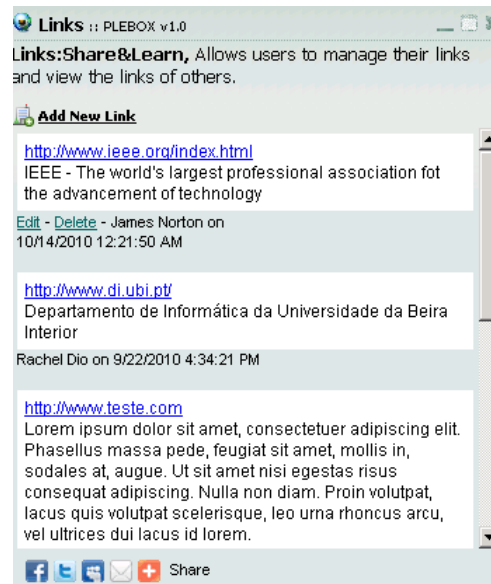 Links :: PLEBOX v1.0
Links:Share&Learn, Allows users to manage their links
and view the links of others.
Add New Link
http://www.ieee.org/index.html
IEEE - The world's largest professional association fot
the advancement of technology
Edit - Delete - James Norton on
10/14/2010 12:21:50 AM
http://www.di.ubi.pt/
Departamento de Informática da Universidade da Beira
Interior
Rachel Dio on 9/22/2010 4:34:21 PM
http://www.teste.com
Lorem ipsum dolor sit amet, consectetuer adipiscing elit.
Phasellus massa pede, feugiat sit amet, mollis in,
sodales at, augue. Ut sit amet nisi egestas risus
consequat adipiscing. Nulla non diam. Proin volutpat,
lacus quis volutpat scelerisque, leo urna rhoncus arcu,
vel ultrices dui lacus id lorem.
Share